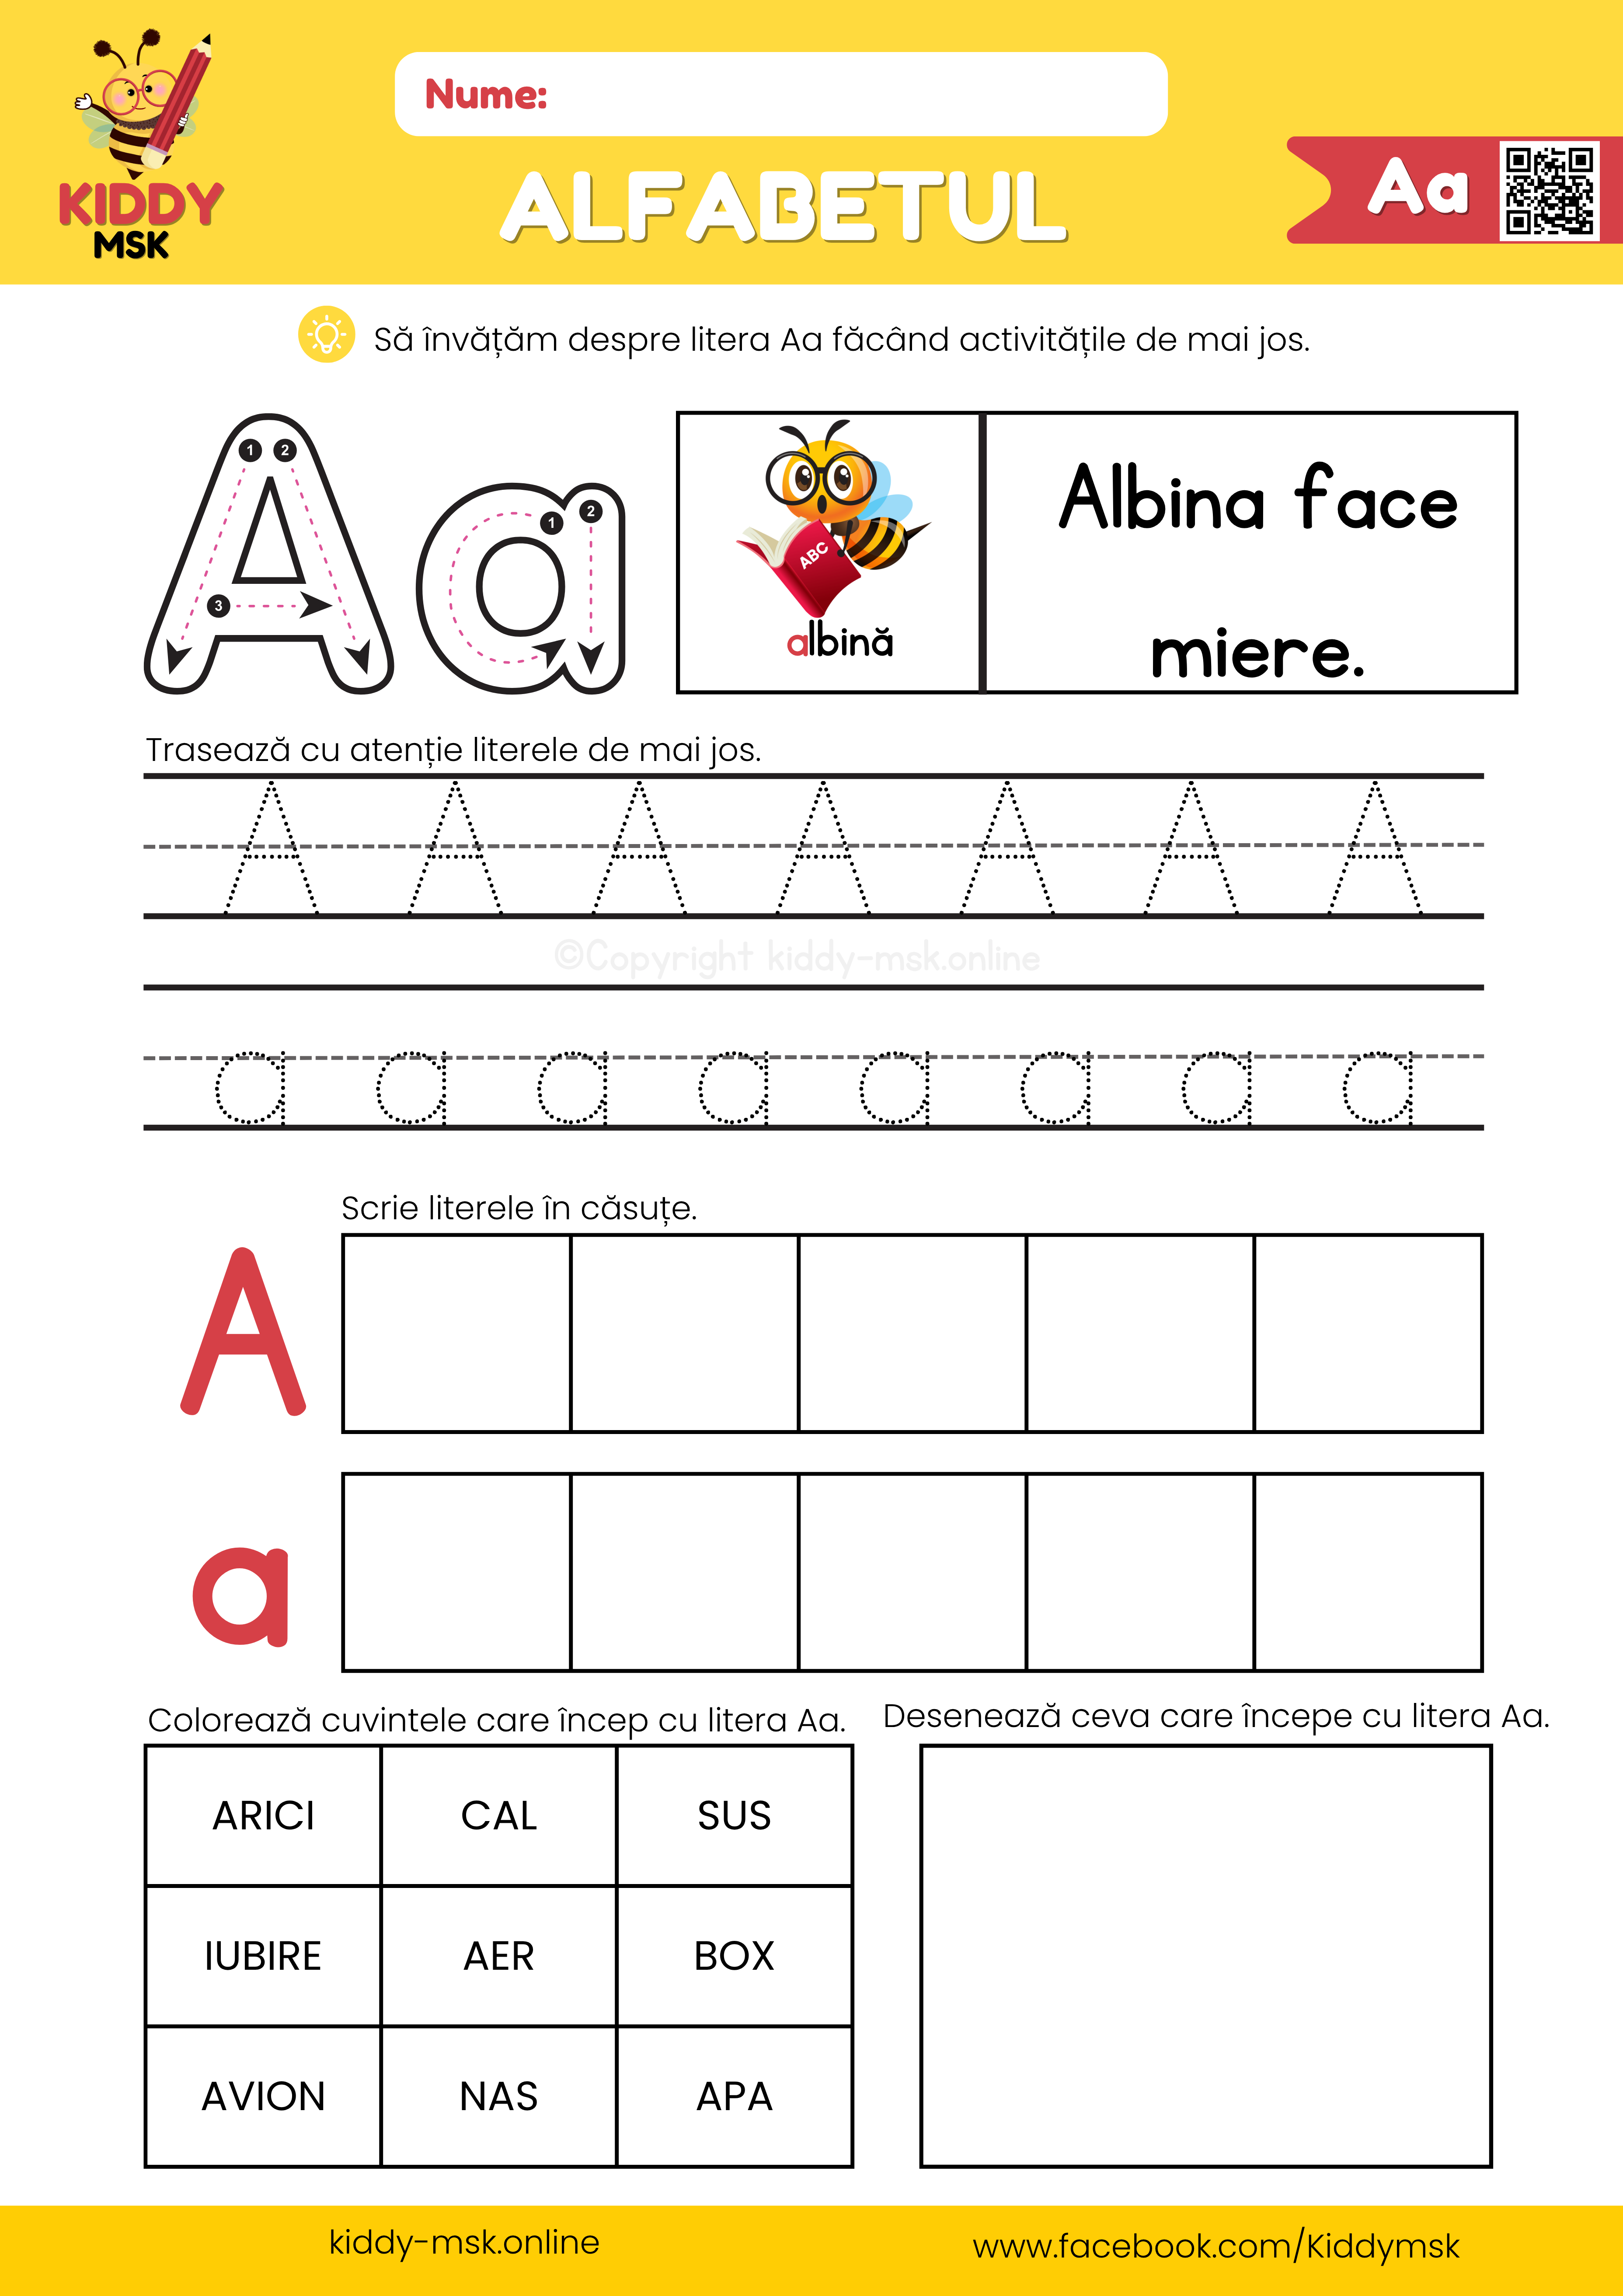 Nume:
KIDDY
MSK
ALFABETUL
Aa
Să învățăm despre litera Aa făcând activitățile de mai jos.
1 2
3
1 2
ABC
albină
Albina face
miere.
Trasează cu atenție literele de mai jos.
A A A A A A A
©Copyright kiddy-msk.online
a a a a a a a a
Scrie literele în căsuțe.
A
a
Colorează cuvintele care încep cu litera Aa.
ARICI CAL SUS
IUBIRE AER BOX
AVION NAS APA
Desenează ceva care începe cu litera Aa.
kiddy-msk.online
www.facebook.com/Kiddymsk